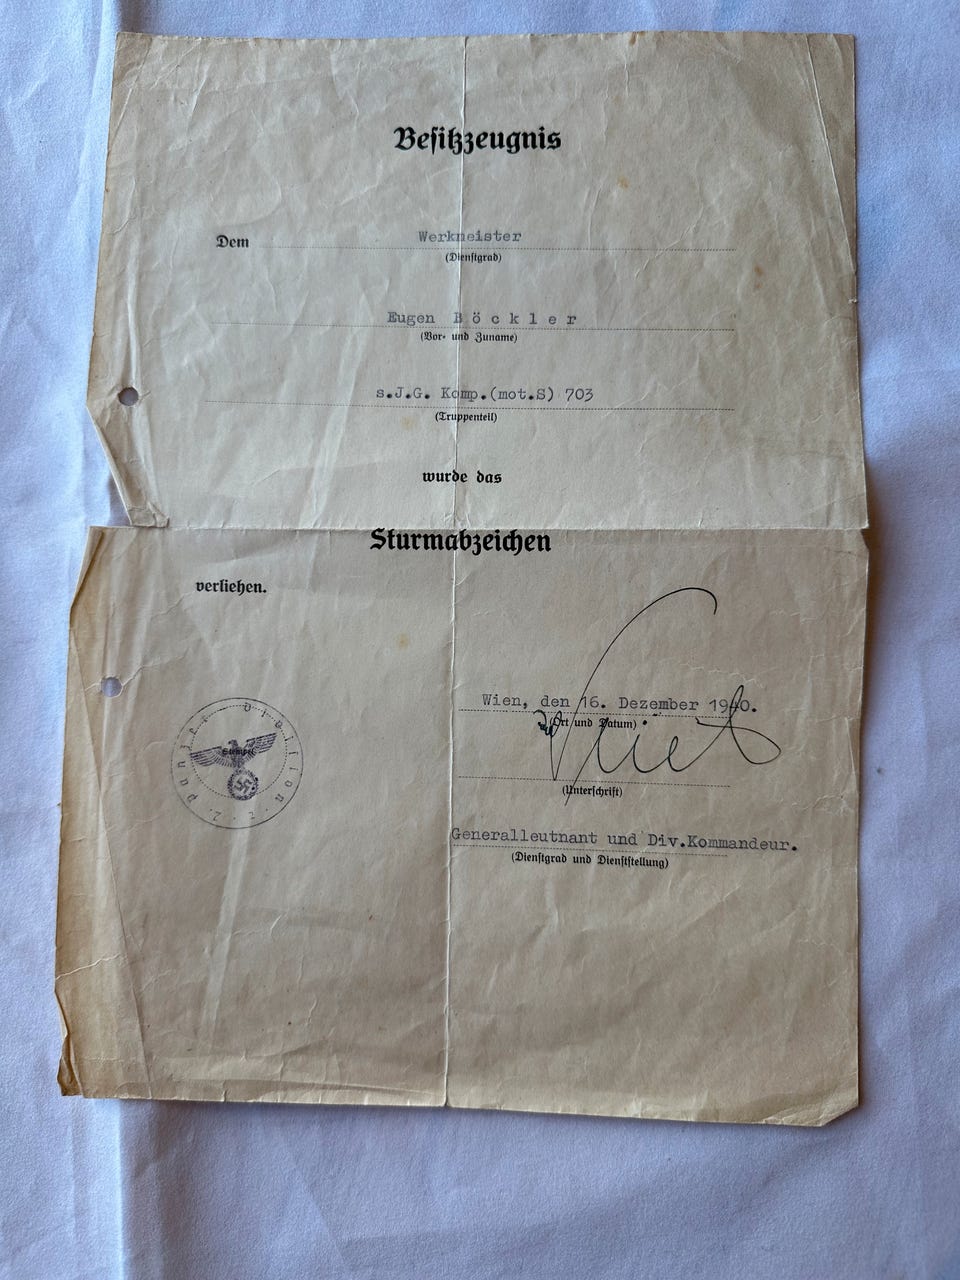 Besitzzeugnis
Dem Werkmeister
(Dienstgrad)
Eugen B ö c k l e r
(Vor- und Zuname)
s.J.G. Komp.(mot.S) 703
(Truppenteil)
wurde das
Sturmabzeichen
verliehen.
Wien, den 16. Dezember 1940.
(Ort und Datum)
(Unterschrift)
Generalleutnant und Div.Kommandeur.
(Dienstgrad und Dienststellung)
Stempel